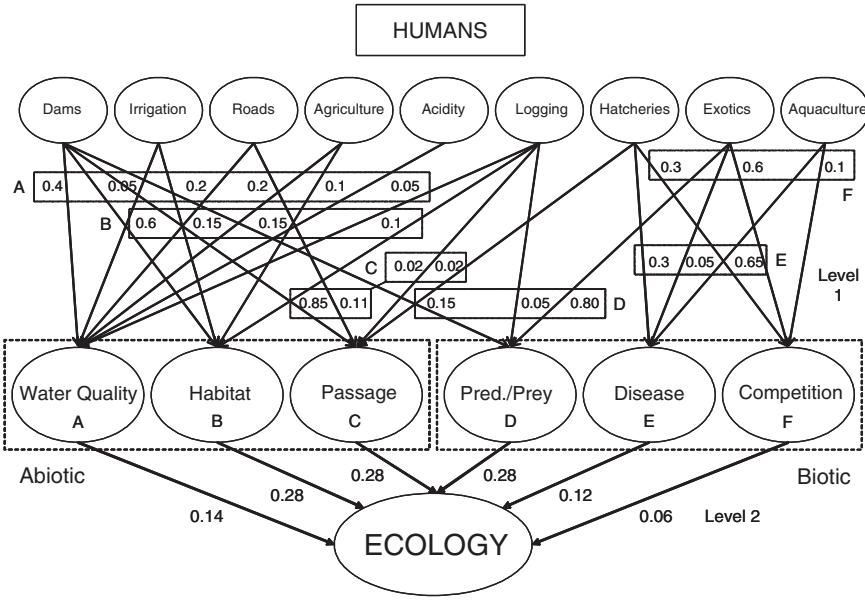 HUMANS
Dams Irrigation Roads Agriculture Acidity Logging Hatcheries Exotics Aquaculture
0.3 0.6 0.1
A 0.4 0.05 0.2 0.2 0.1 0.05
F
B 0.6 0.15 0.15 0.1
C 0.02 0.02
0.3 0.05 0.65 E
Level
1
0.85 0.11
0.15 0.05 0.80 D
Water Quality Habitat Passage Pred./Prey Disease Competition
A B C D E F
Abiotic
Biotic
0.28 0.28
0.28 0.12
0.14 0.06 Level 2
ECOLOGY